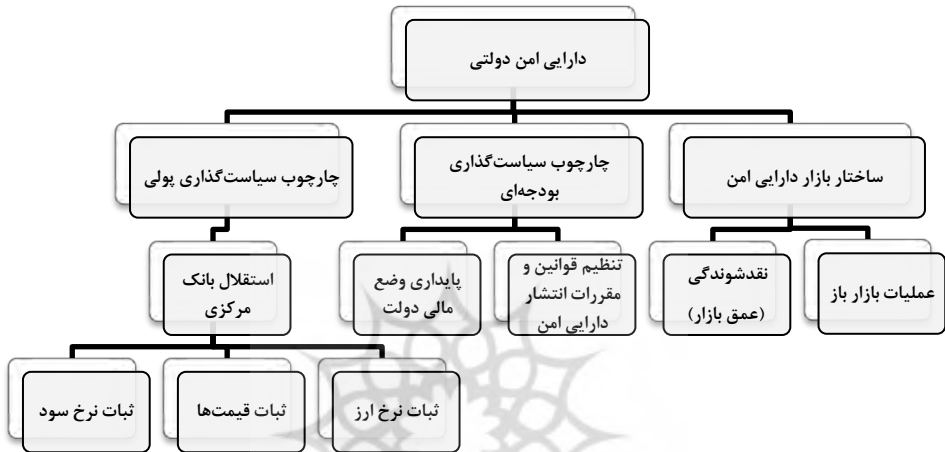 دارایی امن دولتی
ساختار بازار دارایی امن
چارچوب سیاست‌گذاری
بودجه‌ای
چارچوب سیاست‌گذاری پولی
عملیات بازار باز
نقدشوندگی
(عمق بازار)
تنظیم قوانین و
مقررات انتشار
دارایی امن
پایداری وضع
مالی دولت
استقلال بانک
مرکزی
ثبات نرخ ارز
ثبات قیمت‌ها
ثبات نرخ سود